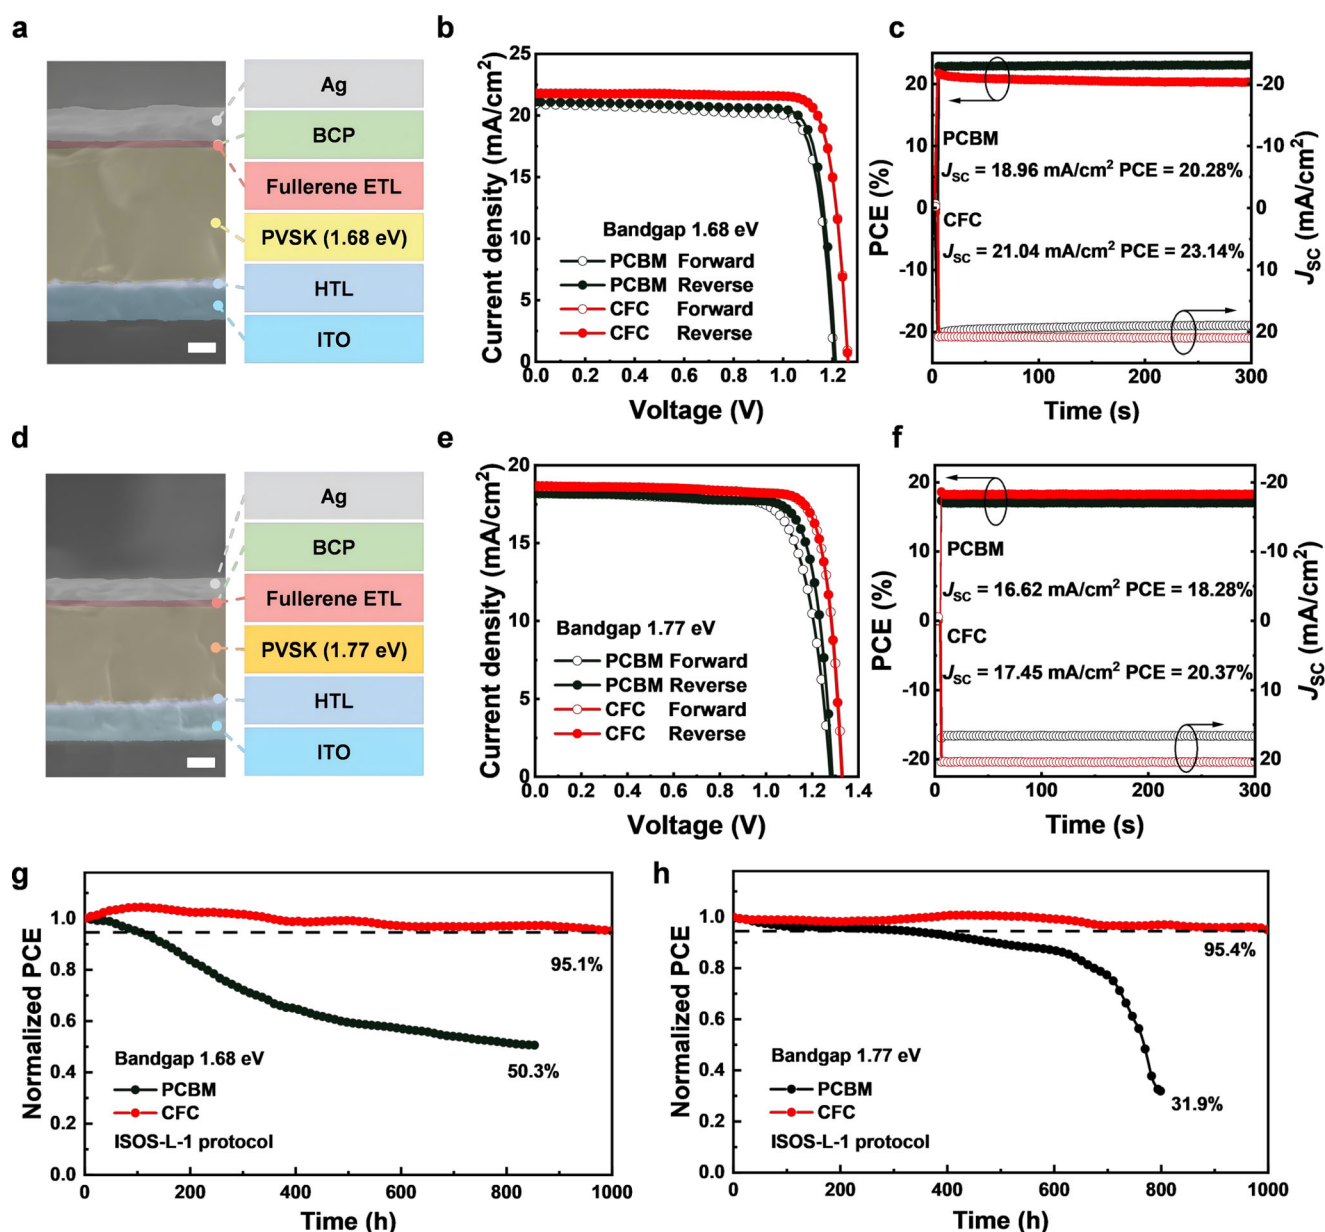 a
Ag
BCP
Fullerene ETL
PVSK (1.68 eV)
HTL
ITO
b
Current density (mA/cm²)
25
20
15
10
5
0
Bandgap 1.68 eV
PCBM Forward
PCBM Reverse
CFC Forward
CFC Reverse
0.0 0.2 0.4 0.6 0.8 1.0 1.2
Voltage (V)
c
PCE (%)
20
10
0
-10
-20
PCBM
JSC = 18.96 mA/cm² PCE = 20.28%
CFC
JSC = 21.04 mA/cm² PCE = 23.14%
-20
-10
0
10
20
JSC (mA/cm²)
0 100 200 300
Time (s)
d
Ag
BCP
Fullerene ETL
PVSK (1.77 eV)
HTL
ITO
e
Current density (mA/cm²)
20
15
10
5
0
Bandgap 1.77 eV
PCBM Forward
PCBM Reverse
CFC Forward
CFC Reverse
0.0 0.2 0.4 0.6 0.8 1.0 1.2 1.4
Voltage (V)
f
PCE (%)
20
10
0
-10
-20
PCBM
JSC = 16.62 mA/cm² PCE = 18.28%
CFC
JSC = 17.45 mA/cm² PCE = 20.37%
-20
-10
0
10
20
JSC (mA/cm²)
0 100 200 300
Time (s)
g
Normalized PCE
1.0
0.8
0.6
0.4
0.2
0.0
95.1%
50.3%
Bandgap 1.68 eV
PCBM
CFC
ISOS-L-1 protocol
0 200 400 600 800 1000
Time (h)
h
Normalized PCE
1.0
0.8
0.6
0.4
0.2
0.0
95.4%
31.9%
Bandgap 1.77 eV
PCBM
CFC
ISOS-L-1 protocol
0 200 400 600 800 1000
Time (h)